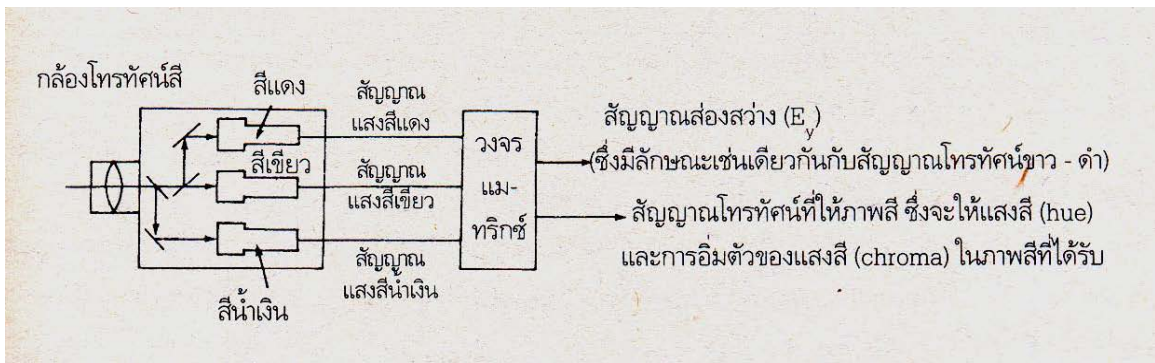 กล้องโทรทัศน์สี
สีแดง
สีเขียว
สีน้ำเงิน
สัญญาณ
แสงสีแดง
สัญญาณ
แสงสีเขียว
สัญญาณ
แสงสีน้ำเงิน
วงจร
แม-
ทริกซ์
สัญญาณส่องสว่าง (Ey)
(ซึ่งมีลักษณะเช่นเดียวกันกับสัญญาณโทรทัศน์ขาว - ดำ)
สัญญาณโทรทัศน์ที่ให้ภาพสี ซึ่งจะให้แสงสี (hue)
และการอิ่มตัวของแสงสี (chroma) ในภาพสีที่ได้รับ